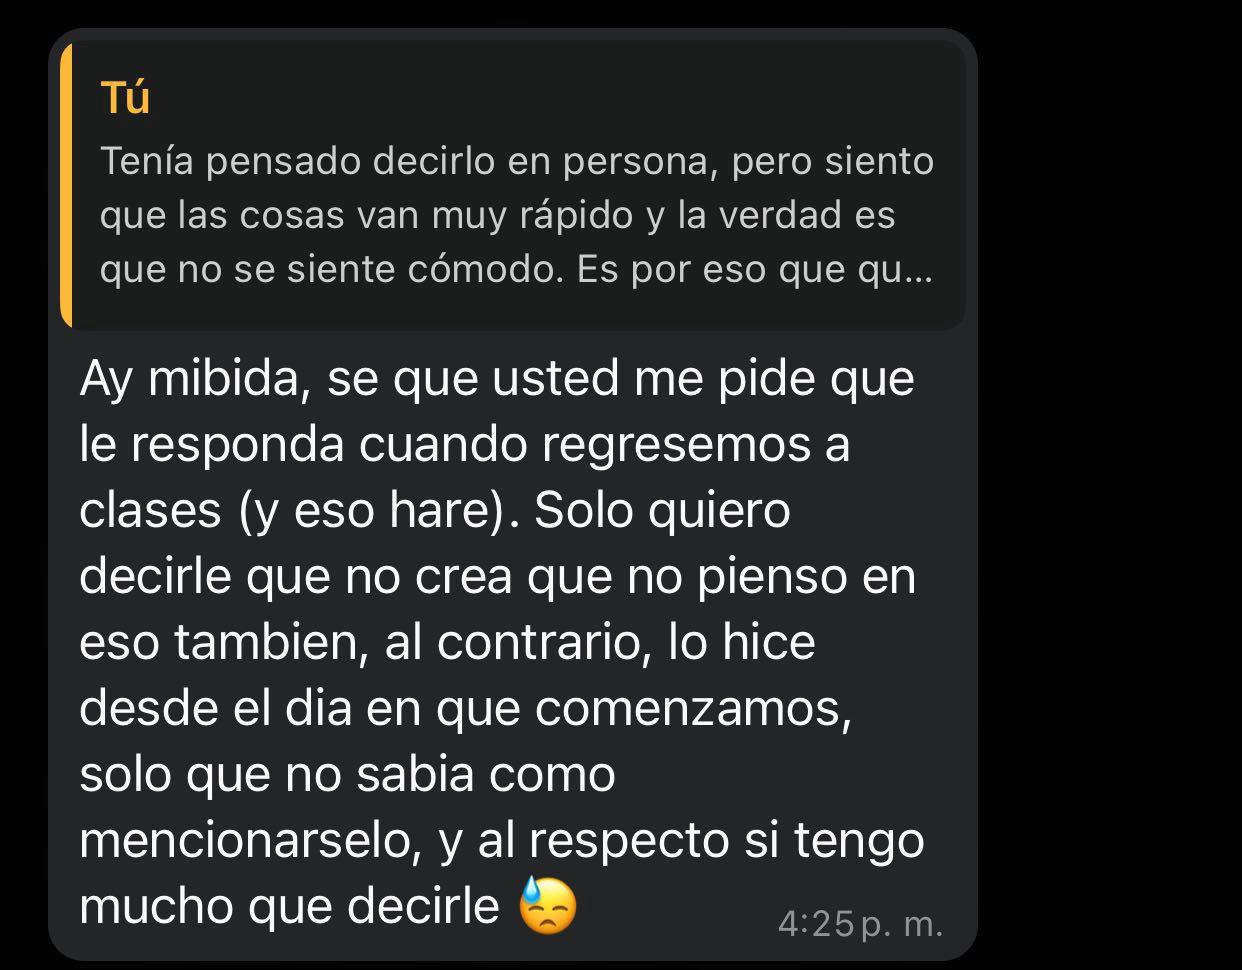 Tú
Tenía pensado decirlo en persona, pero siento
que las cosas van muy rápido y la verdad es
que no se siente cómodo. Es por eso que qu...
Ay mibida, se que usted me pide que
le responda cuando regresemos a
clases (y eso hare). Solo quiero
decirle que no crea que no pienso en
eso tambien, al contrario, lo hice
desde el dia en que comenzamos,
solo que no sabia como
mencionarselo, y al respecto si tengo
mucho que decirle 😓
4:25 p. m.